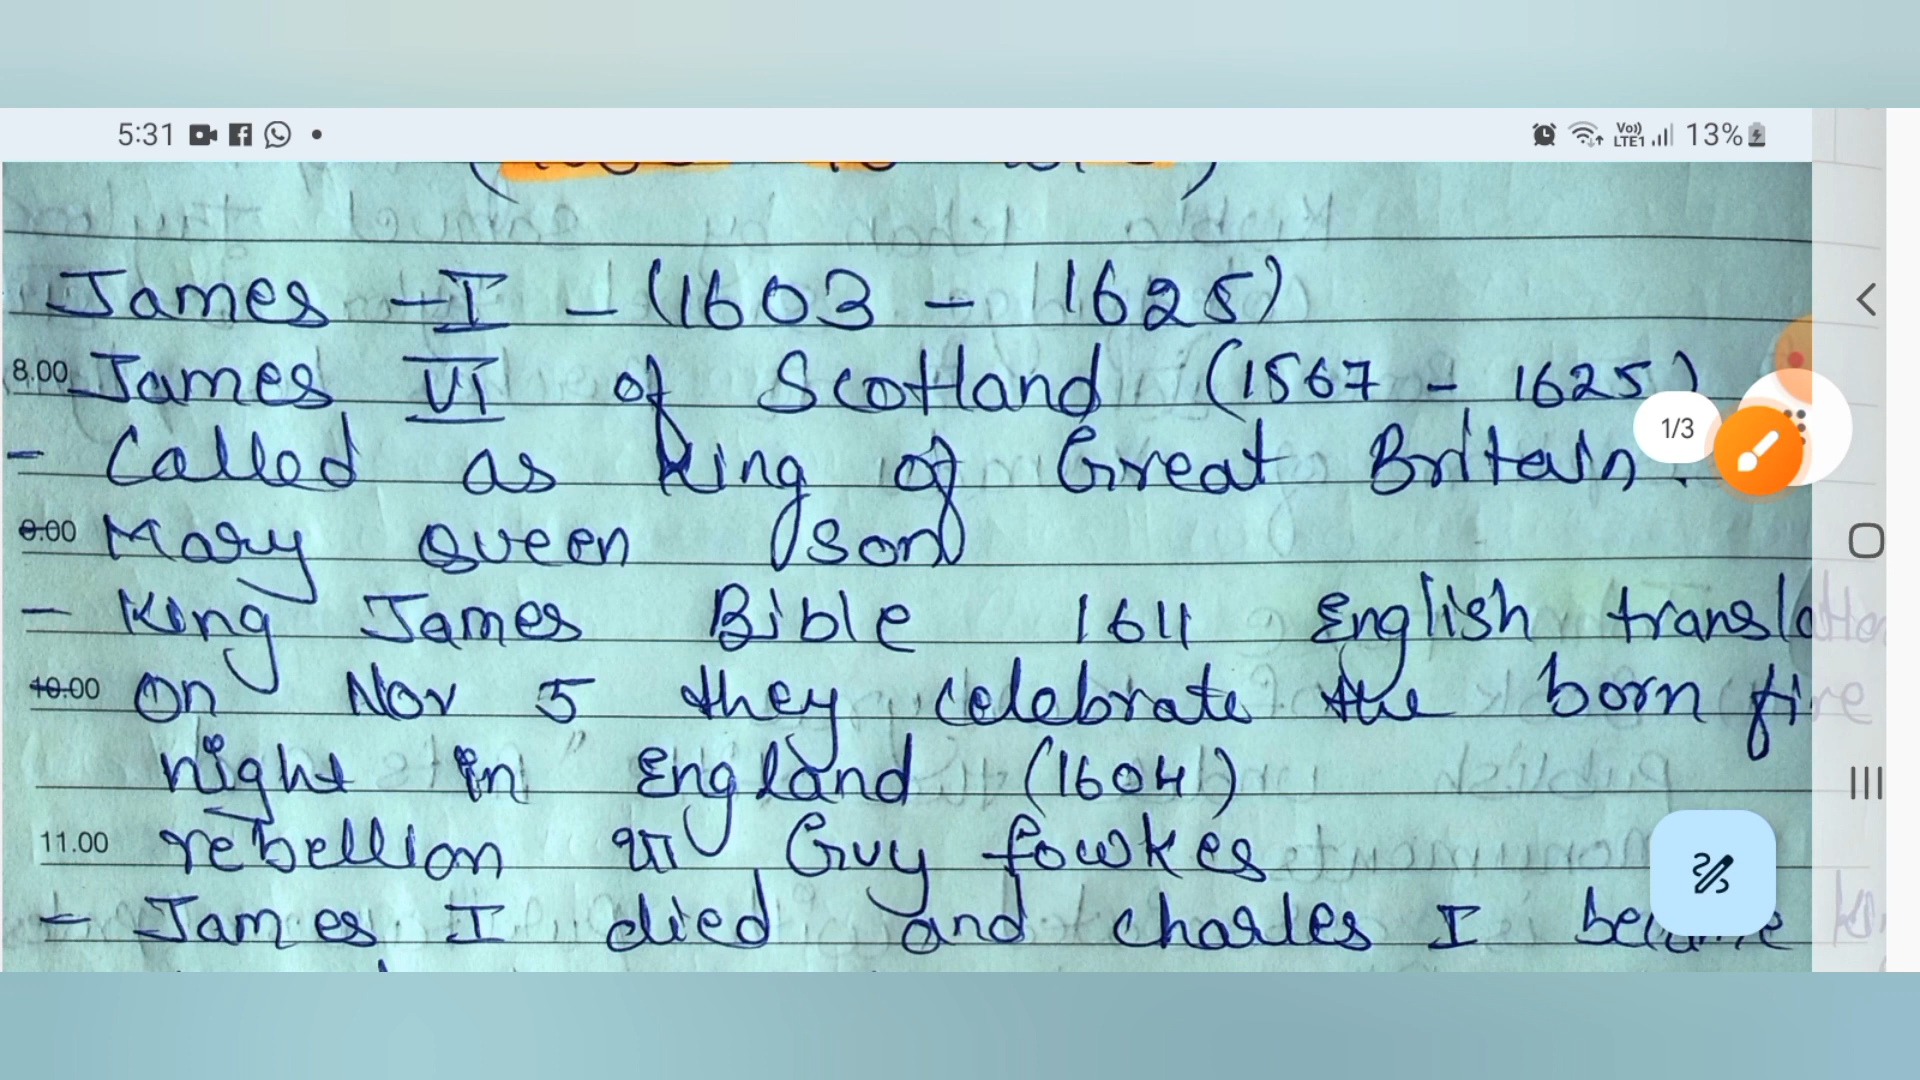 5:31
13%
James - I - (1603 - 1625)
8.00 James VI of Scotland (1567 - 1625)
- Called as King of Great Britain.
1/3
9.00 Mary Queen son
- King James Bible 1611 English translation
10.00 On Nov 5 they celebrate the born fire
night in England (1604)
11.00 rebellion का Guy fowkes
- James I died and charles I became